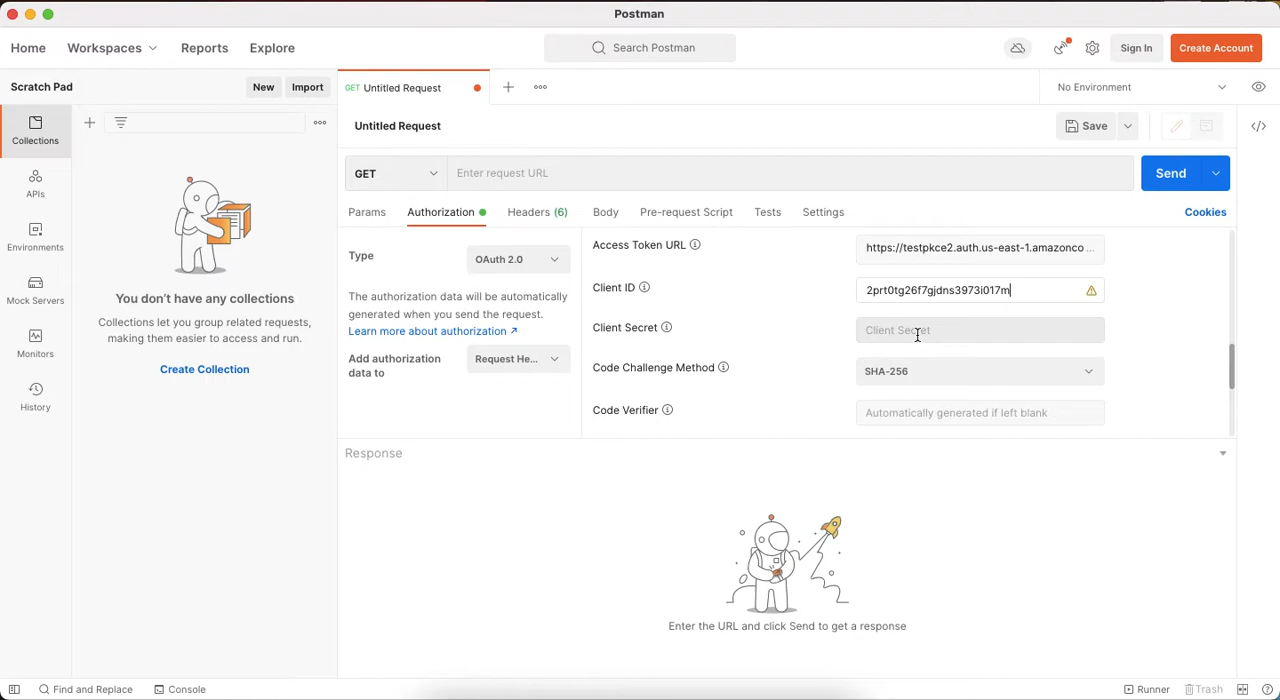 Postman
Home Workspaces Reports Explore Search Postman Sign In Create Account
Scratch Pad New Import GET Untitled Request No Environment
Untitled Request Save
Collections
APIs
Environments
Mock Servers
Monitors
History
You don't have any collections
Collections let you group related requests,
making them easier to access and run.
Create Collection
GET Enter request URL Send
Params Authorization Headers (6) Body Pre-request Script Tests Settings Cookies
Type OAuth 2.0
The authorization data will be automatically
generated when you send the request.
Learn more about authorization ↗
Add authorization
data to
Request He...
Access Token URL https://testpkce2.auth.us-east-1.amazonco ...
Client ID 2prt0tg26f7gjdns3973i017m
Client Secret Client Secret
Code Challenge Method SHA-256
Code Verifier Automatically generated if left blank
Response
Enter the URL and click Send to get a response
Find and Replace Console Runner Trash